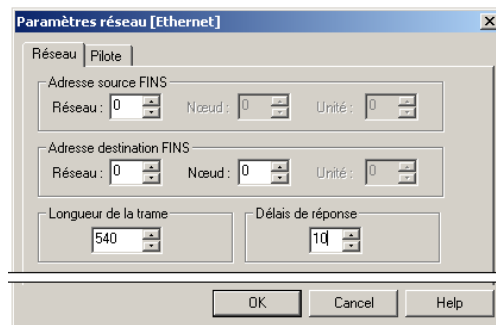 Paramètres réseau [Ethernet]
Réseau Pilote
Adresse source FINS
Réseau : 0 Nœud : 0 Unité : 0
Adresse destination FINS
Réseau : 0 Nœud : 0 Unité : 0
Longueur de la trame Délais de réponse
540 10
OK Cancel Help